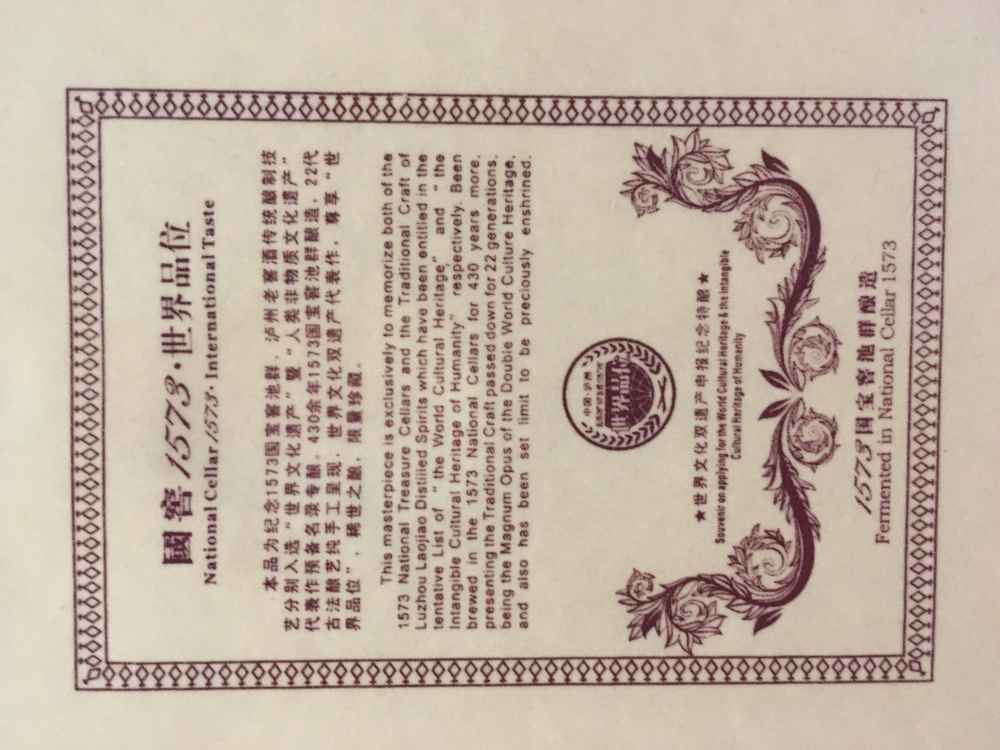 國窖1573·世界品位
National Cellar 1573·International Taste
本品为纪念1573国宝窖池群、泸州老窖酒传统酿制技
艺分别入选“世界文化遗产”暨“人类非物质文化遗产”
代表作预备名录专酿。430余年1573国宝窖池群酿造，22代
古法酿艺纯手工呈现，世界文化双遗产代表作，尊享“世
界品位”，稀世之酿，限量珍藏。
This masterpiece is exclusively to memorize both of the
1573 National Treasure Cellars and the Traditional Craft of
Luzhou Laojiao Distilled Spirits which have been entitled in the
tentative List of “ the World Cultural Heritage” and “ the
Intangible Cultural Heritage of Humanity” respectively. Been
brewed in the 1573 National Cellars for 430 years more,
presenting the Traditional Craft passed down for 22 generations,
being the Magnum Opus of the Double World Culture Heritage,
and also has been set limit to be preciously enshrined.
中国·泸州
世界品位
★世界文化双遗产申报纪念特酿★
Souvenir on applying for the World Cultural Heritage & the Intangible
Cultural Heritage of Humanity
1573国宝窖池群酿造
Fermented in National Cellar 1573